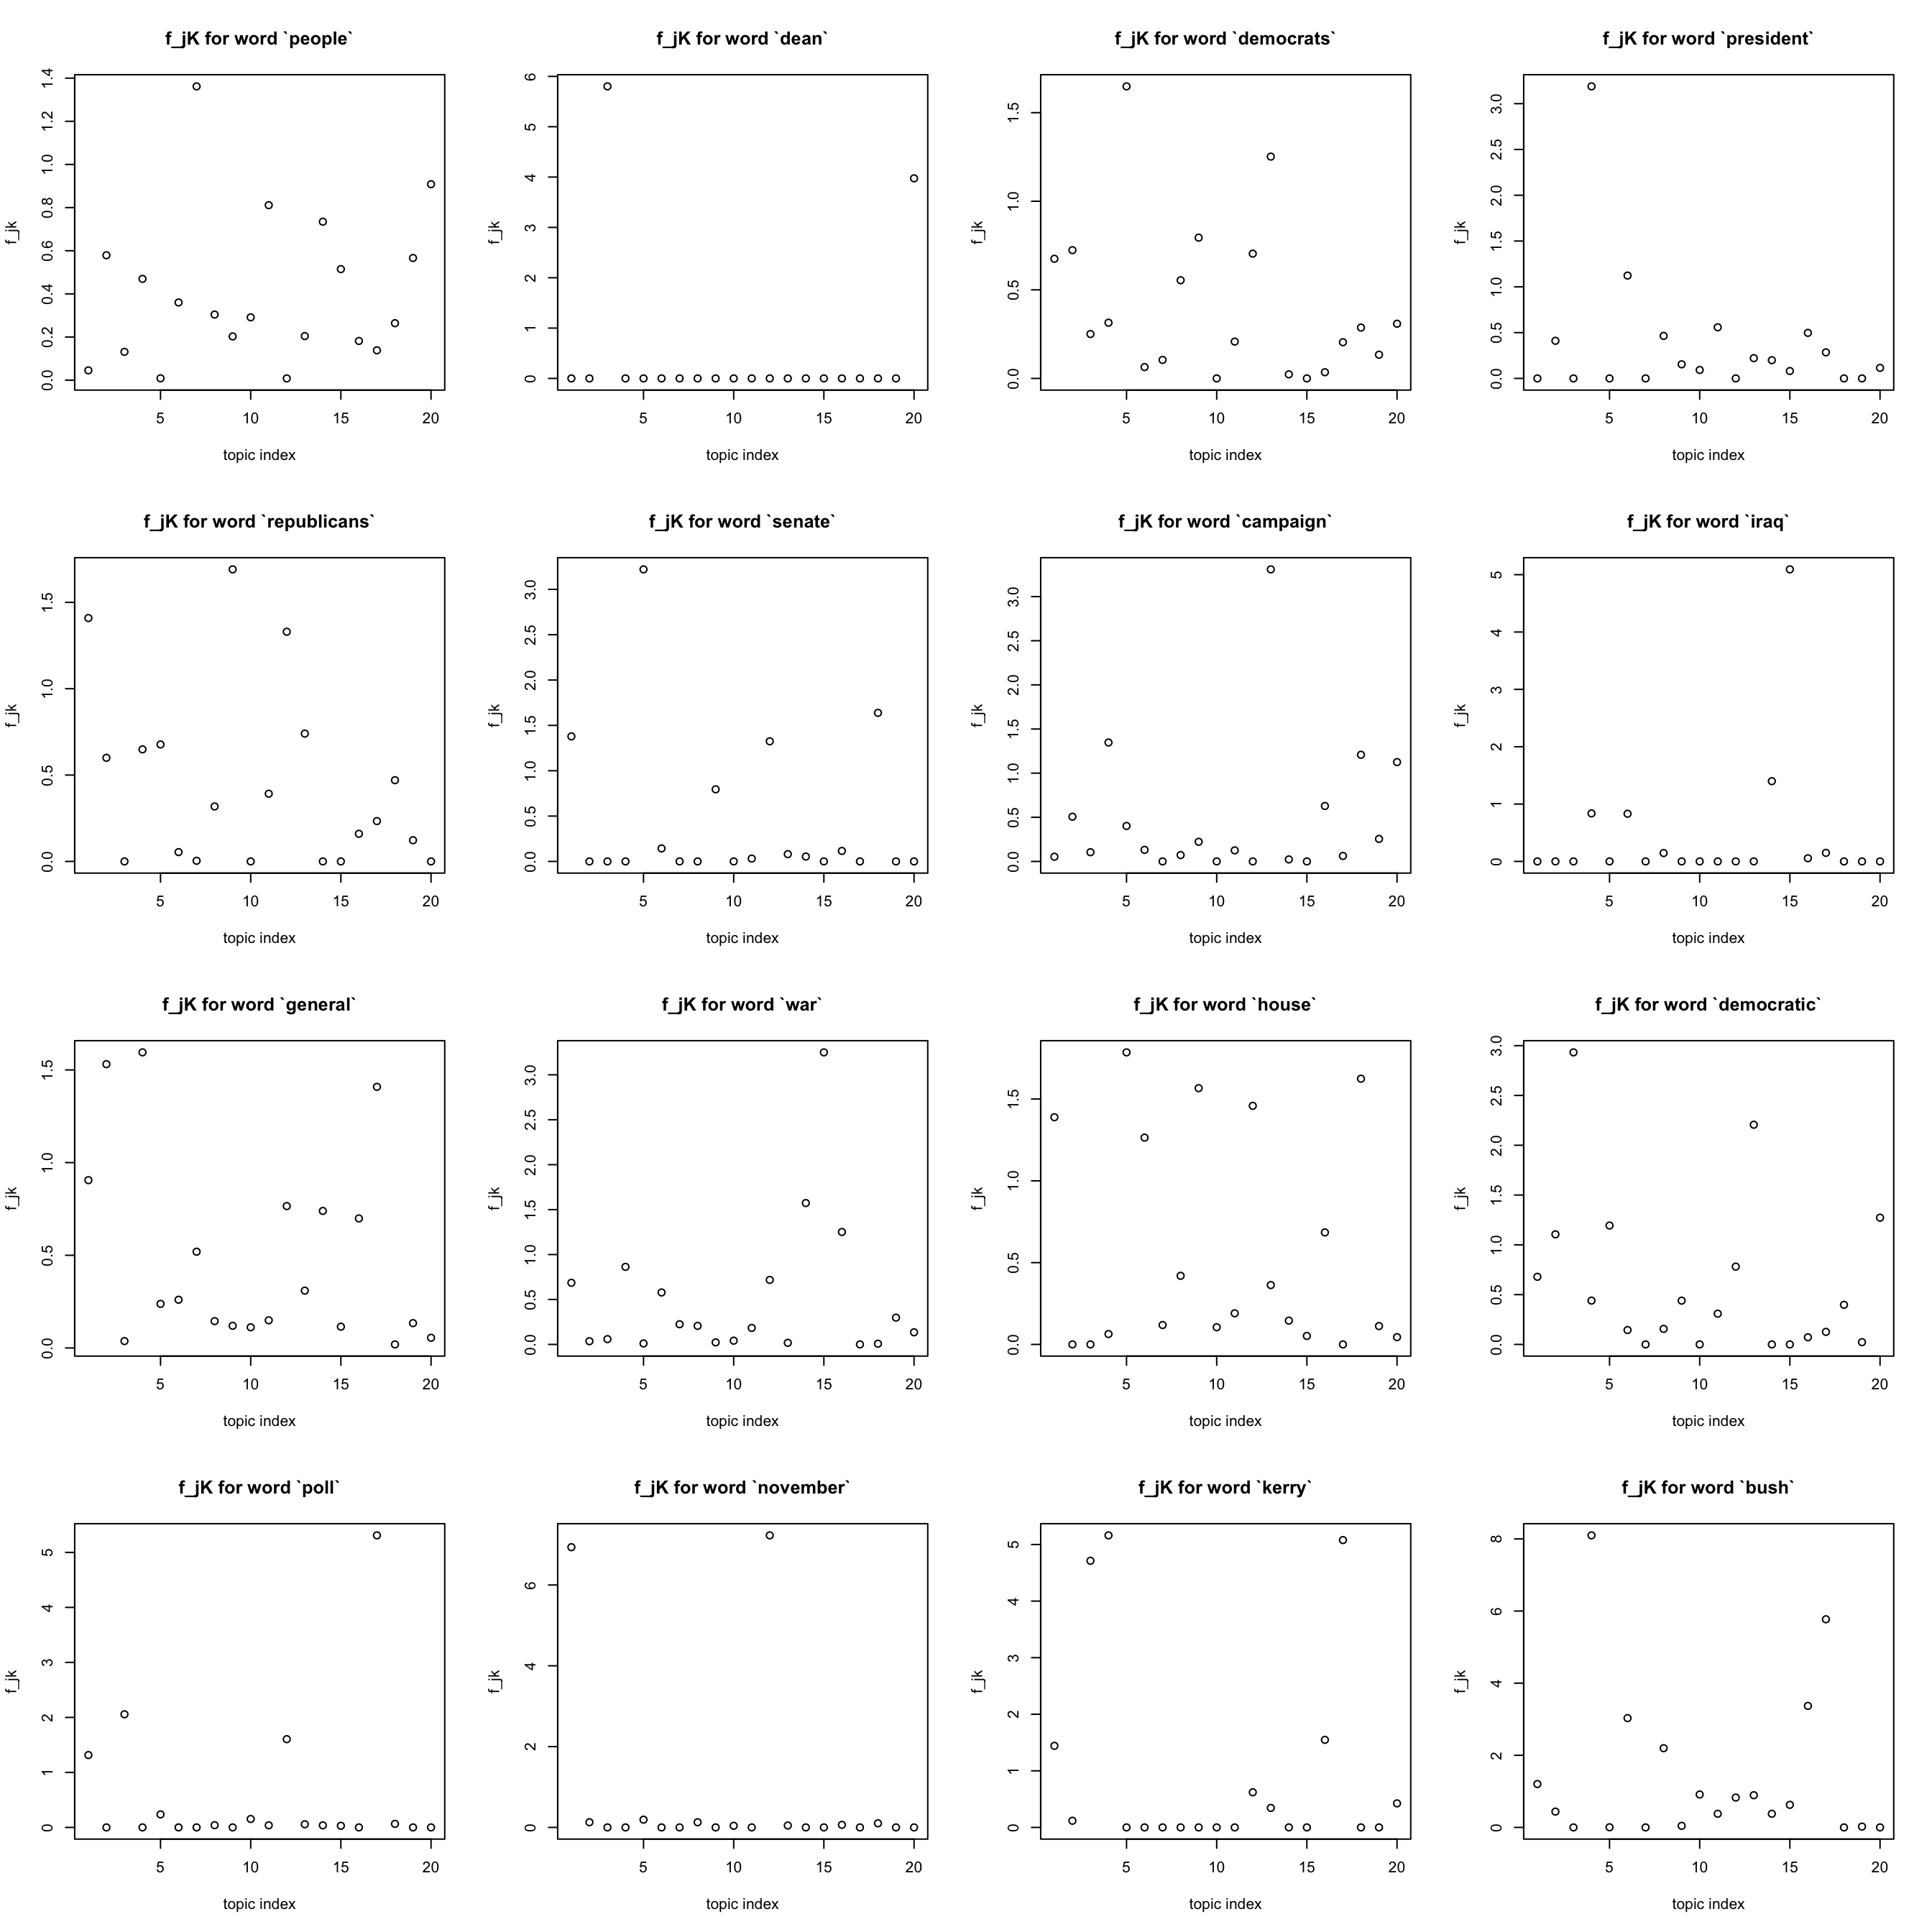 f_jK for word `people`
f_jk
0.0 0.2 0.4 0.6 0.8 1.0 1.2 1.4
5 10 15 20
topic index
f_jK for word `dean`
f_jk
0 1 2 3 4 5 6
5 10 15 20
topic index
f_jK for word `democrats`
f_jk
0.0 0.5 1.0 1.5
5 10 15 20
topic index
f_jK for word `president`
f_jk
0.0 0.5 1.0 1.5 2.0 2.5 3.0
5 10 15 20
topic index
f_jK for word `republicans`
f_jk
0.0 0.5 1.0 1.5
5 10 15 20
topic index
f_jK for word `senate`
f_jk
0.0 0.5 1.0 1.5 2.0 2.5 3.0
5 10 15 20
topic index
f_jK for word `campaign`
f_jk
0.0 0.5 1.0 1.5 2.0 2.5 3.0
5 10 15 20
topic index
f_jK for word `iraq`
f_jk
0 1 2 3 4 5
5 10 15 20
topic index
f_jK for word `general`
f_jk
0.0 0.5 1.0 1.5
5 10 15 20
topic index
f_jK for word `war`
f_jk
0.0 0.5 1.0 1.5 2.0 2.5 3.0
5 10 15 20
topic index
f_jK for word `house`
f_jk
0.0 0.5 1.0 1.5
5 10 15 20
topic index
f_jK for word `democratic`
f_jk
0.0 0.5 1.0 1.5 2.0 2.5 3.0
5 10 15 20
topic index
f_jK for word `poll`
f_jk
0 1 2 3 4 5
5 10 15 20
topic index
f_jK for word `november`
f_jk
0 2 4 6
5 10 15 20
topic index
f_jK for word `kerry`
f_jk
0 1 2 3 4 5
5 10 15 20
topic index
f_jK for word `bush`
f_jk
0 2 4 6 8
5 10 15 20
topic index